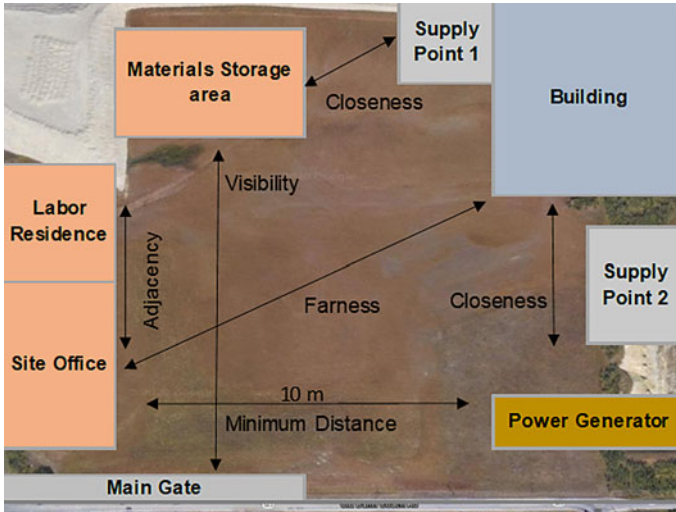 Supply
Point 1
Materials Storage
area
Building
Closeness
Visibility
Labor
Residence
Adjacency
Supply
Point 2
Farness
Closeness
Site Office
10 m
Minimum Distance
Power Generator
Main Gate